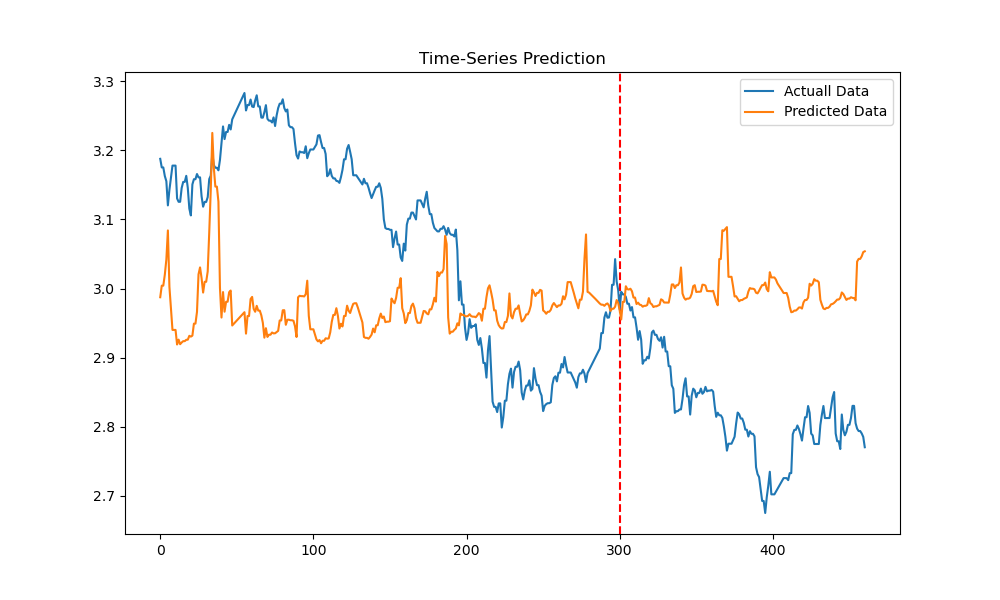 Time-Series Prediction
Actuall Data
Predicted Data
3.3
3.2
3.1
3.0
2.9
2.8
2.7
0 100 200 300 400